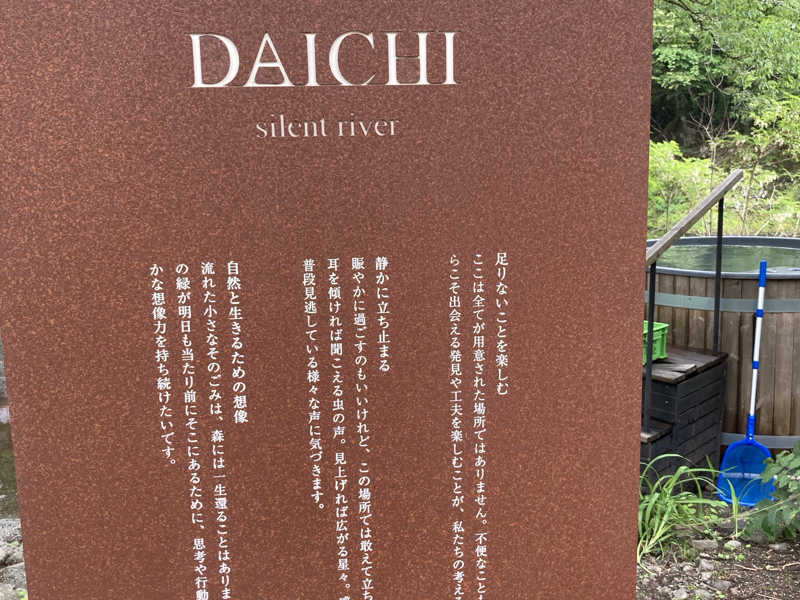 DAICHI
silent river
足りないことを楽しむ
ここは全てが用意された場所ではありません。不便なことも
らこそ出会える発見や工夫を楽しむことが、私たちの考える
静かに立ち止まる
賑やかに過ごすのもいいけれど、この場所では敢えて立ち
耳を傾ければ聞こえる虫の声。見上げれば広がる星々。
普段見逃している様々な声に気づきます。
自然と生きるための想像
流れた小さなそのごみは、森には一生還ることはありま
の緑が明日も当たり前にそこにあるために、思考や行動
かな想像力を持ち続けたいです。